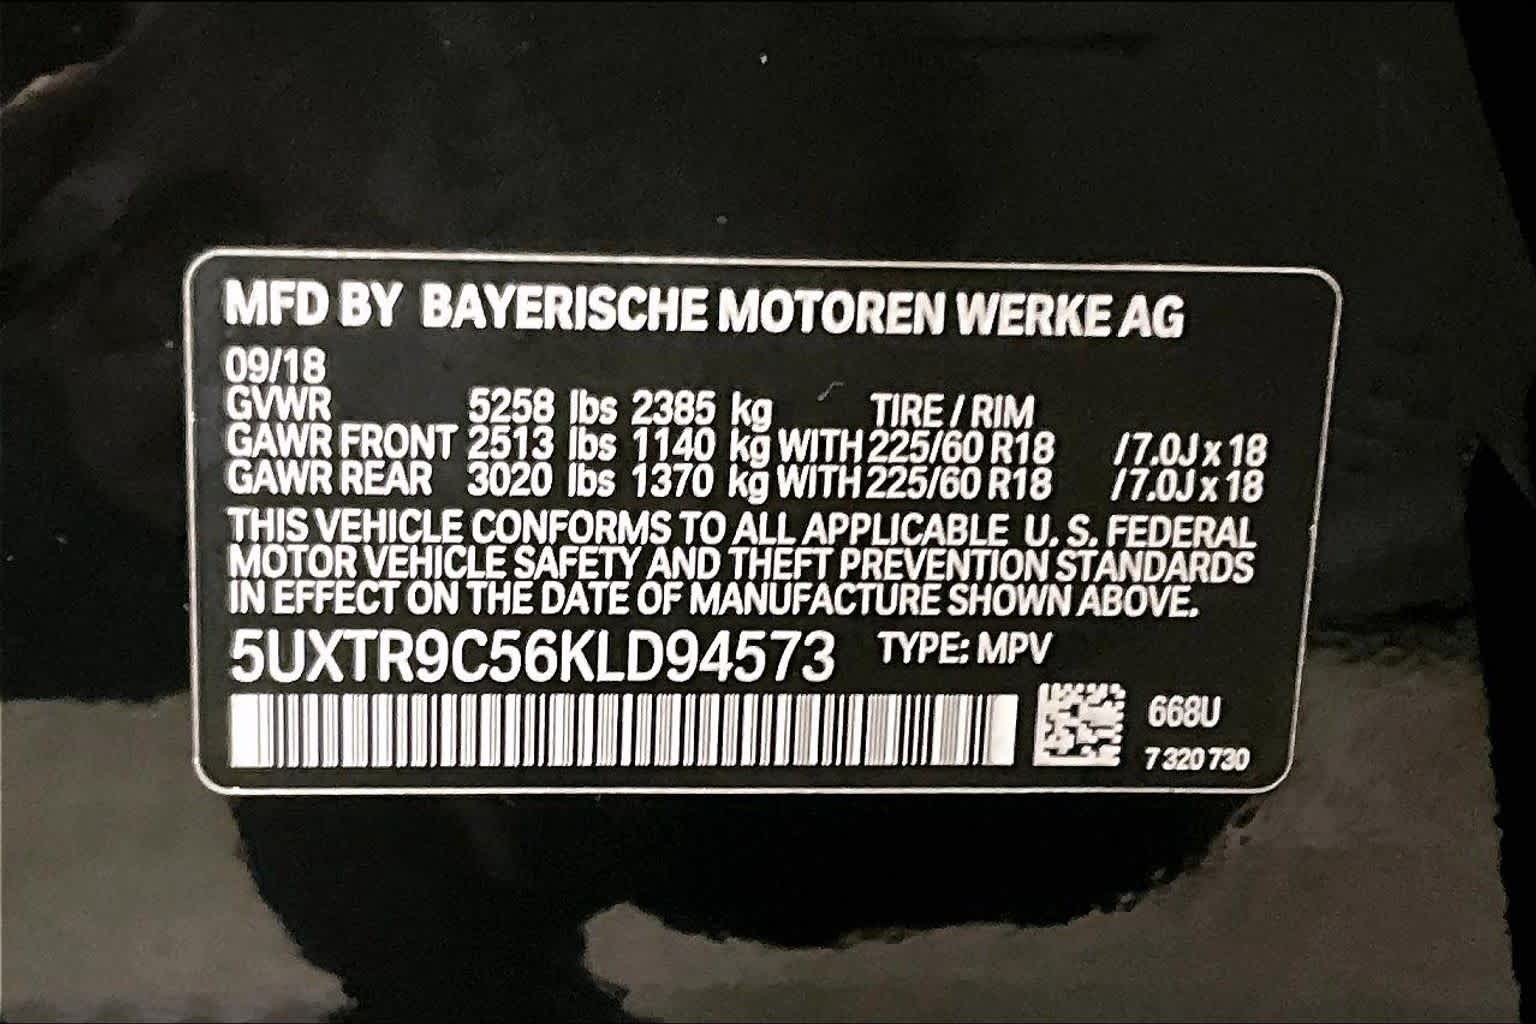 MFD BY BAYERISCHE MOTOREN WERKE AG
09/18
GVWR 5258 lbs 2385 kg TIRE / RIM
GAWR FRONT 2513 lbs 1140 kg WITH 225/60 R18 /7.0J x 18
GAWR REAR 3020 lbs 1370 kg WITH 225/60 R18 /7.0J x 18
THIS VEHICLE CONFORMS TO ALL APPLICABLE U. S. FEDERAL
MOTOR VEHICLE SAFETY AND THEFT PREVENTION STANDARDS
IN EFFECT ON THE DATE OF MANUFACTURE SHOWN ABOVE.
5UXTR9C56KLD94573 TYPE: MPV
668U
7 320 730